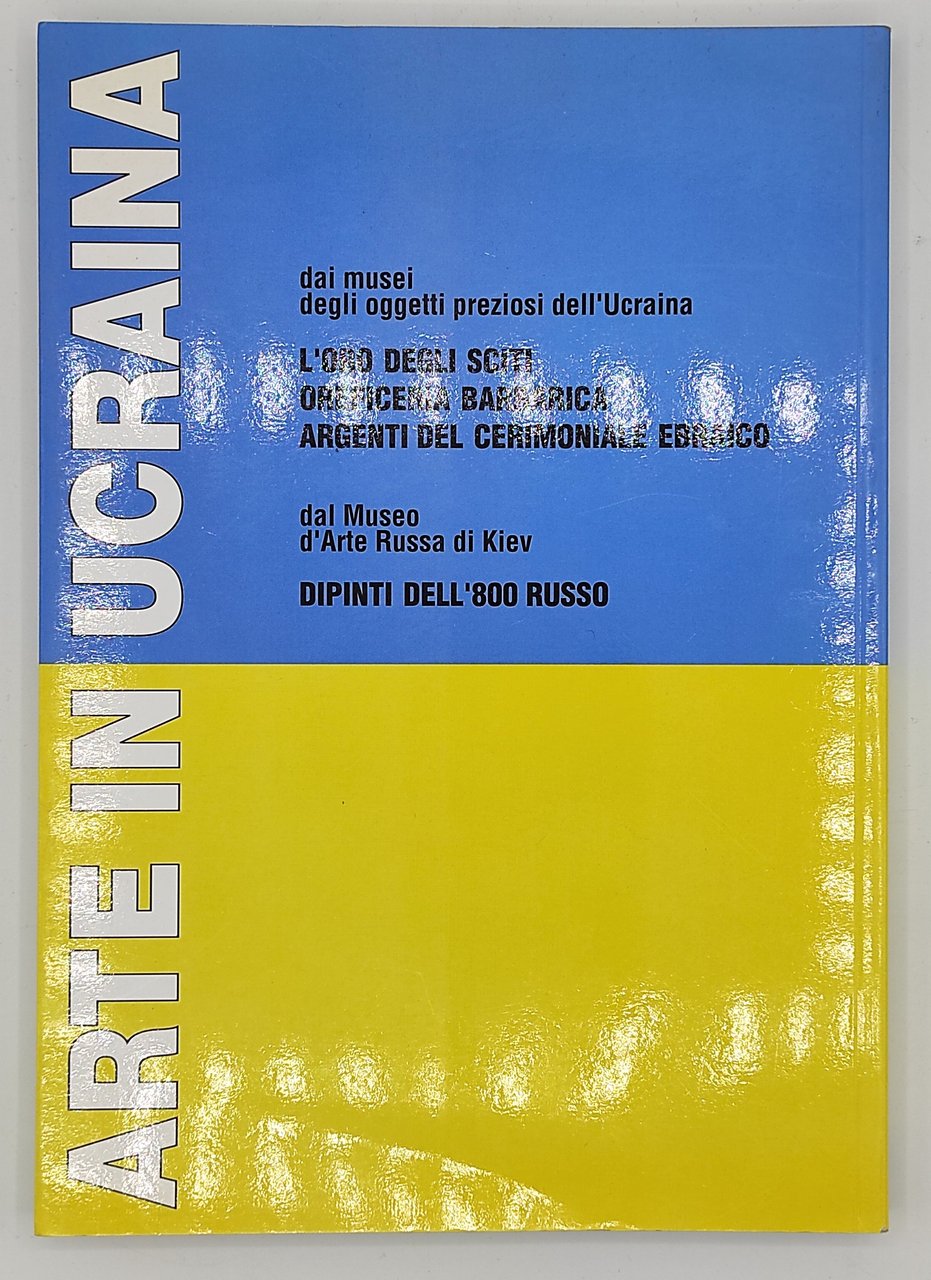 ARTE IN UCRAINA
dai musei
degli oggetti preziosi dell'Ucraina
L'ORO DEGLI SCITI
OREFICERIA BARBARICA
ARGENTI DEL CERIMONIALE EBRAICO
dal Museo
d'Arte Russa di Kiev
DIPINTI DELL'800 RUSSO